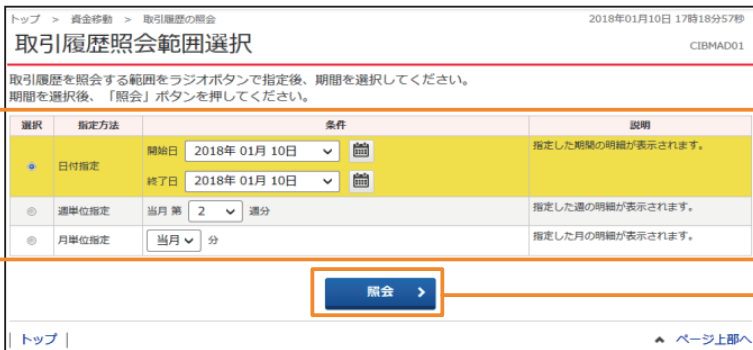 トップ > 資金移動 > 取引履歴の照会
2018年01月10日 17時18分57秒
取引履歴照会範囲選択
CIBMAD01
取引履歴を照会する範囲をラジオボタンで指定後、期間を選択してください。
期間を選択後、「照会」ボタンを押してください。
選択 指定方法 条件 説明
日付指定
開始日 2018年 01月 10日
指定した期間の明細が表示されます。
終了日 2018年 01月 10日
週単位指定 当月 第 2 週分 指定した週の明細が表示されます。
月単位指定 当月 分 指定した月の明細が表示されます。
照会
| トップ |
ページ上部へ